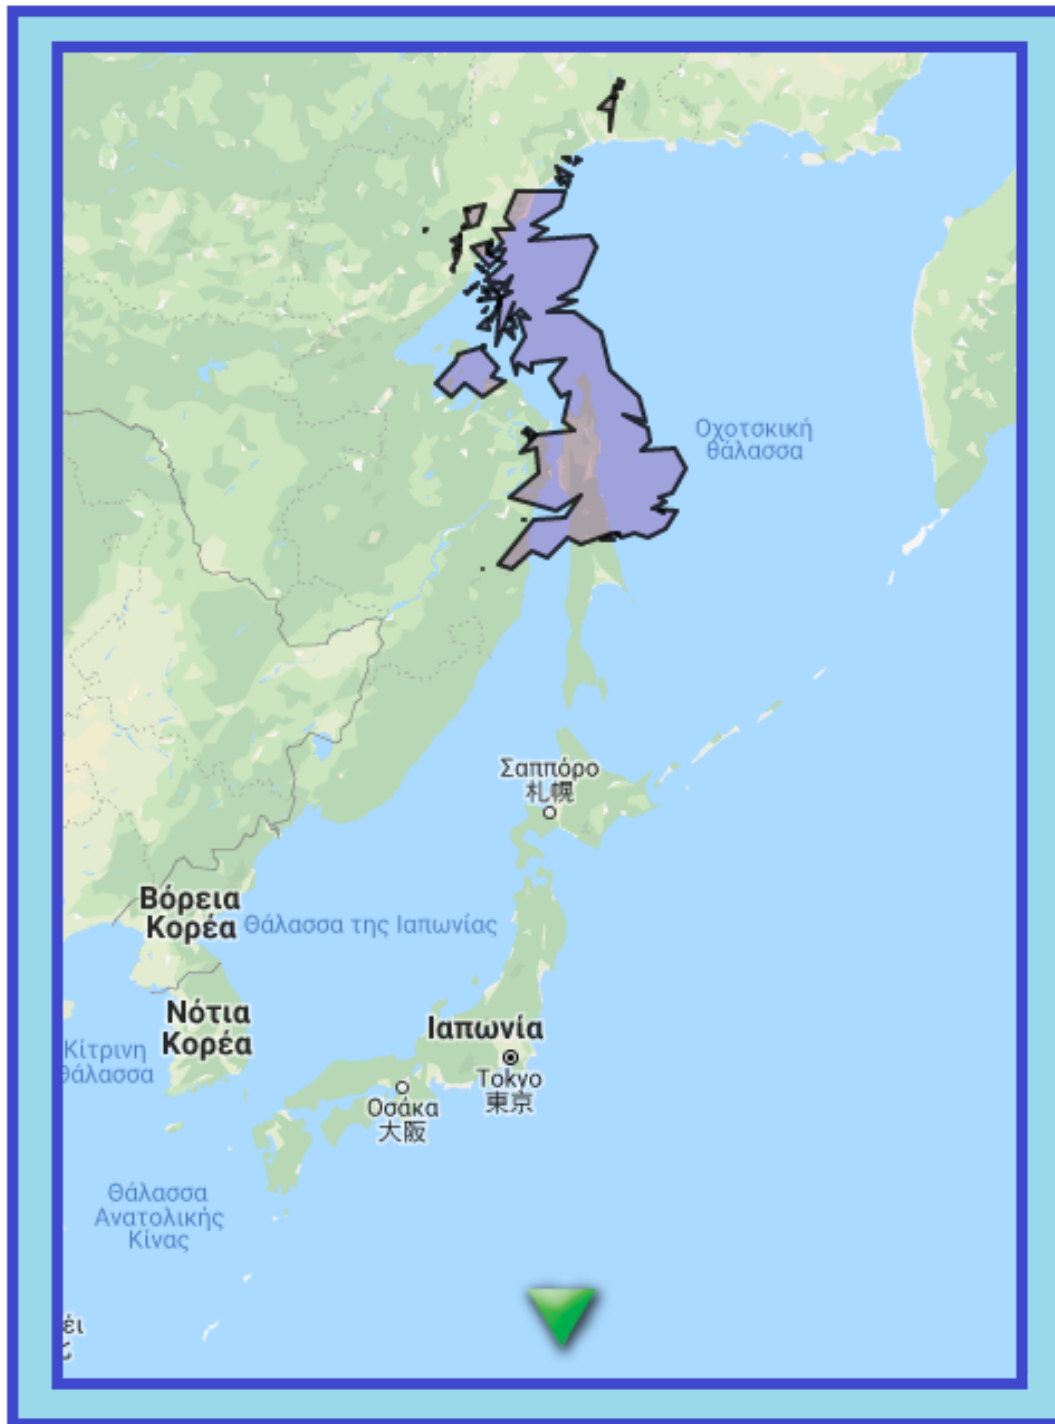 Οχοτσκική
θάλασσα
Σαππόρο
札幌
Βόρεια
Κορέα
Θάλασσα της Ιαπωνίας
Νότια
Κορέα
Ιαπωνία
Κίτρινη
θάλασσα
Tokyo
東京
Οσάκα
大阪
Θάλασσα
Ανατολικής
Κίνας
έι